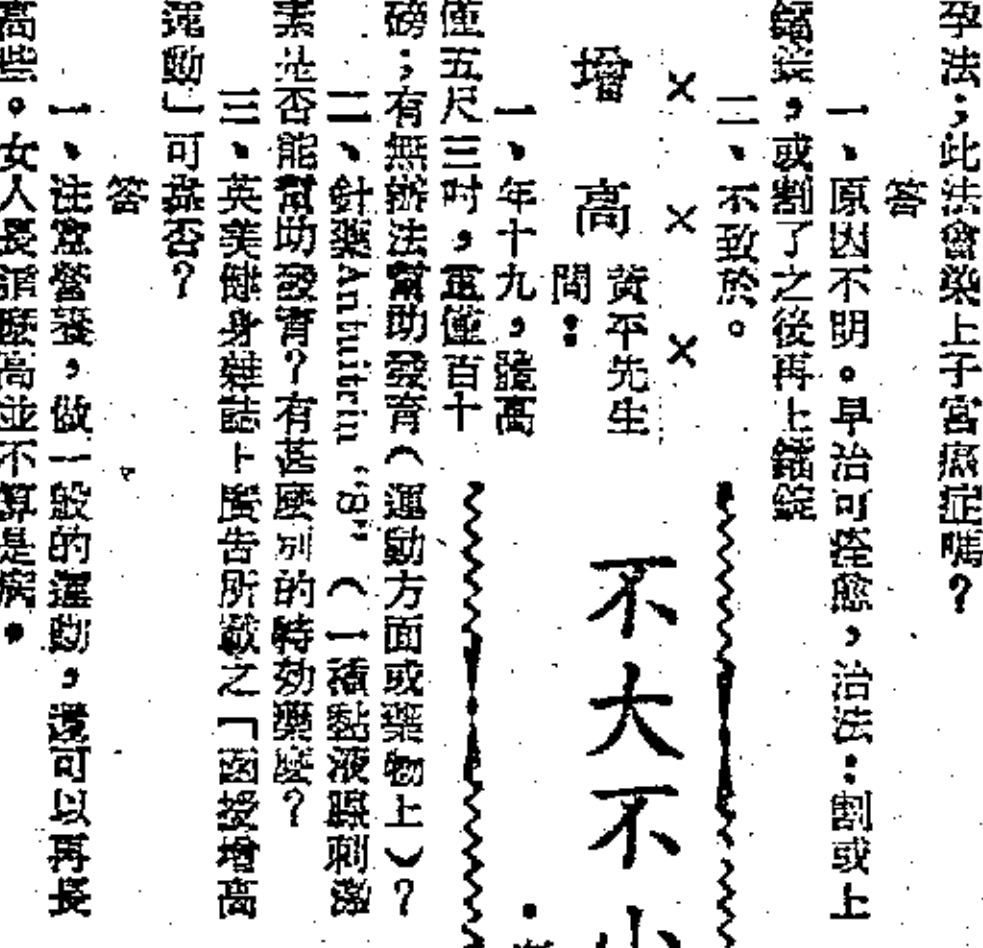 孕法；此法會染上子宮癌症嗎？
答
一、原因不明。早治可痊愈，治法：割或上
鐳錠，或割了之後再上鐳錠
二、不致於。
×　×　×
黃平先生
增高
問：
一、年十九，體高
僅五尺三吋，重僅百十
磅；有無辦法幫助發育（運動方面或藥物上）？
二、針藥Antuitrin "S"（一種黏液腺刺激
素是否能幫助發育？有甚麼別的特効藥麼？
三、英美健身雜誌上廣告所載之「函授增高
運動」可靠否？
答
一、注意營養，做一般的運動，還可以再長
高些。女人長這麼高並不算是病。
不大不小